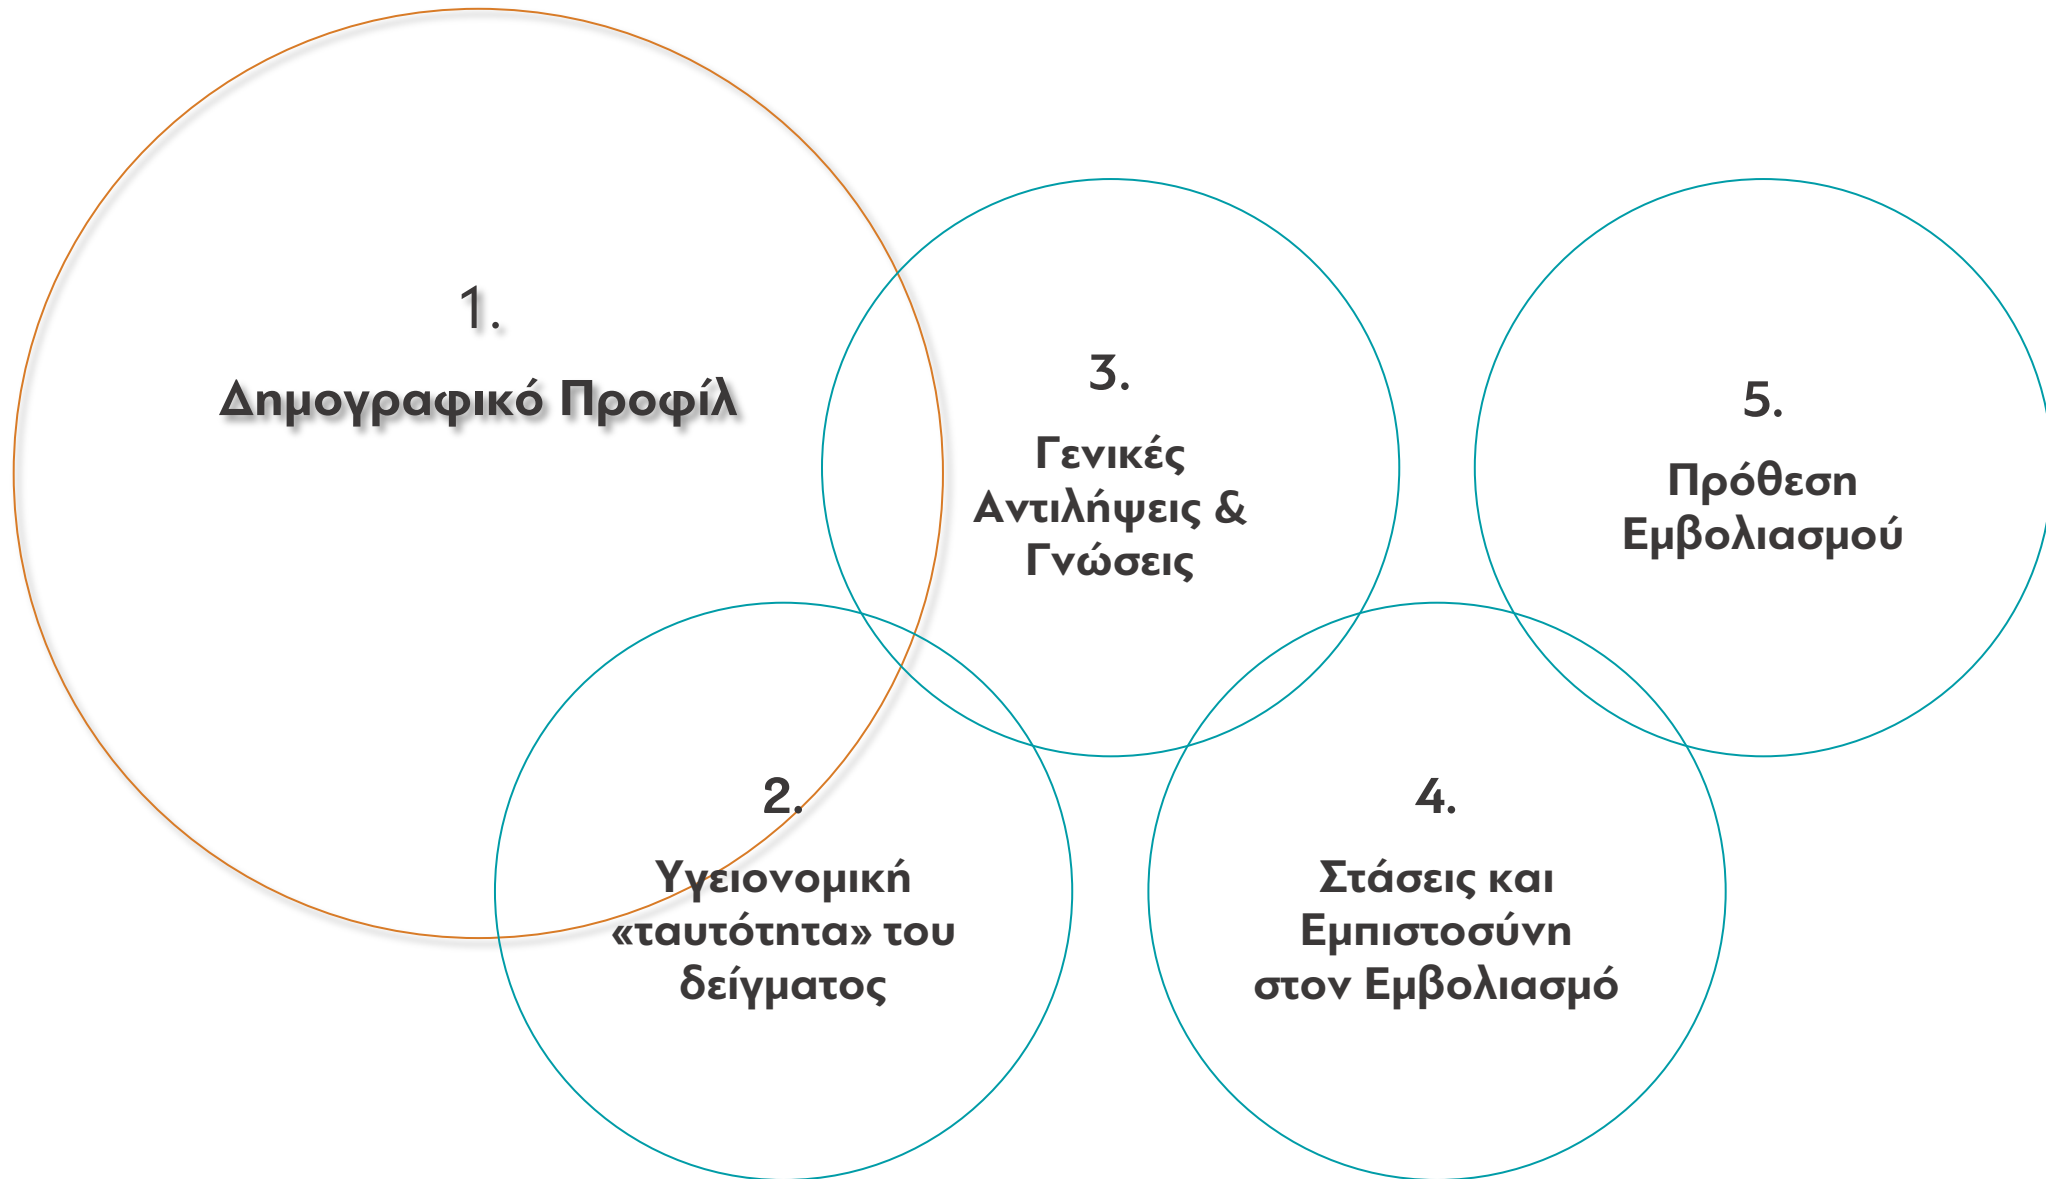 1.
Δημογραφικό Προφίλ
2.
Υγειονομική
«ταυτότητα» του
δείγματος
3.
Γενικές
Αντιλήψεις &
Γνώσεις
4.
Στάσεις και
Εμπιστοσύνη
στον Εμβολιασμό
5.
Πρόθεση
Εμβολιασμού